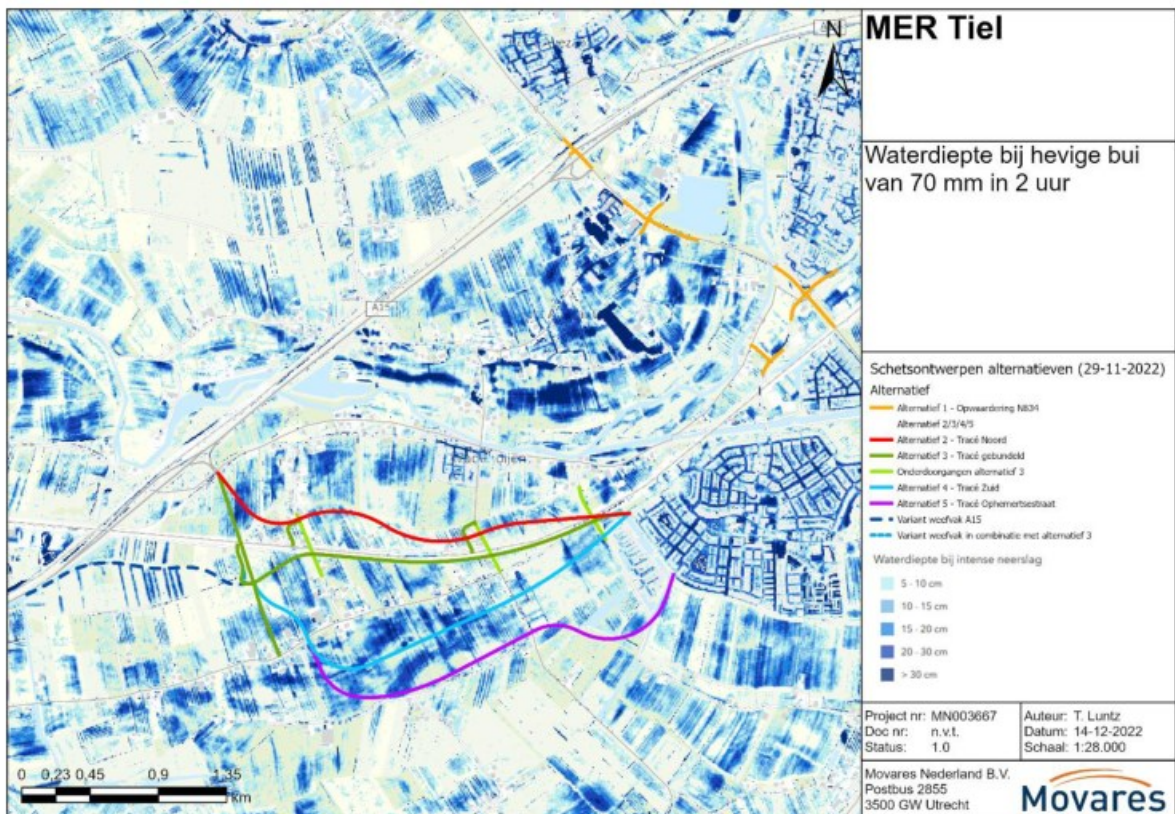 MER Tiel
Waterdiepte bij hevige bui
van 70 mm in 2 uur
N
A15
Schetsontwerpen alternatieven (29-11-2022)
Alternatief
Alternatief 1 - Opwaardering N834
Alternatief 2/3/4/5
Alternatief 2 - Tracé Noord
Alternatief 3 - Tracé gebundeld
Onderdoorgangen alternatief 3
Alternatief 4 - Tracé Zuid
Alternatief 5 - Tracé Ophemertsestraat
Variant weefvak A15
Variant weefvak in combinatie met alternatief 3
Waterdiepte bij intense neerslag
5 - 10 cm
10 - 15 cm
15 - 20 cm
20 - 30 cm
> 30 cm
Project nr: MN003667
Doc nr: n.v.t.
Status: 1.0
Auteur: T. Luntz
Datum: 14-12-2022
Schaal: 1:28.000
Movares Nederland B.V.
Postbus 2855
3500 GW Utrecht
Movares
0 0,23 0,45 0,9 1,35
km